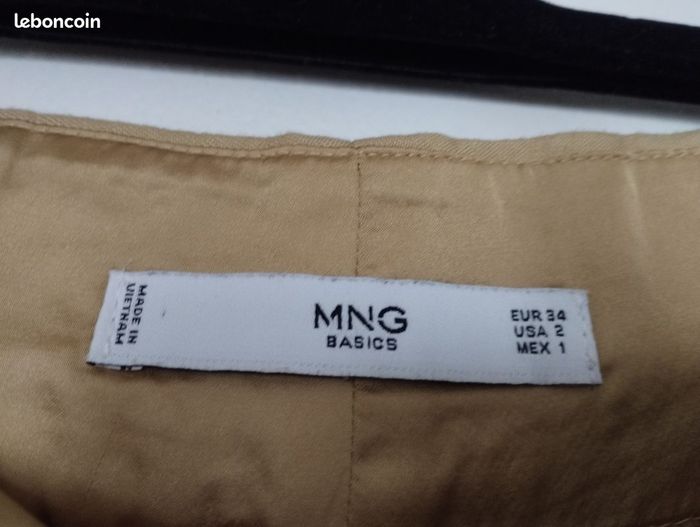 leboncoin
MADE IN
VIETNAM
MNG
BASICS
EUR 34
USA 2
MEX 1